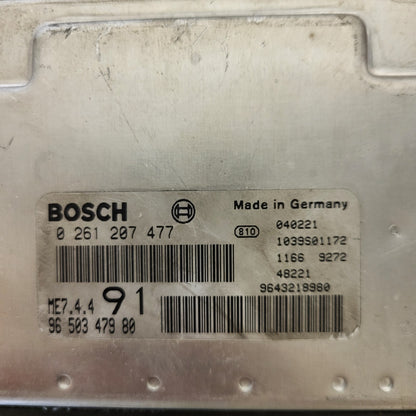 BOSCH
Made in Germany
0 261 207 477
810
040221
1039S01172
1166 9272
48221
9643219980
ME7.4.4 91
96 503 479 80